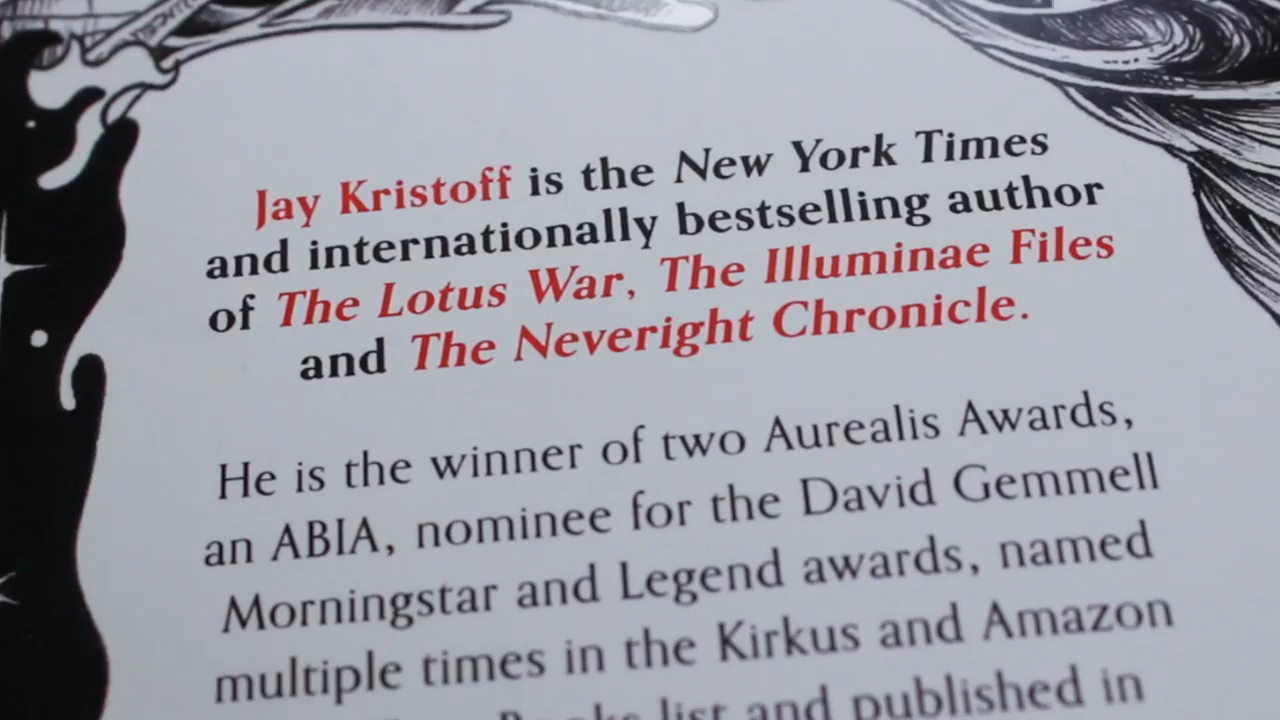 Jay Kristoff is the New York Times
and internationally bestselling author
of The Lotus War, The Illuminae Files
and The Neveright Chronicle.
He is the winner of two Aurealis Awards,
an ABIA, nominee for the David Gemmell
Morningstar and Legend awards, named
multiple times in the Kirkus and Amazon
Books list and published in